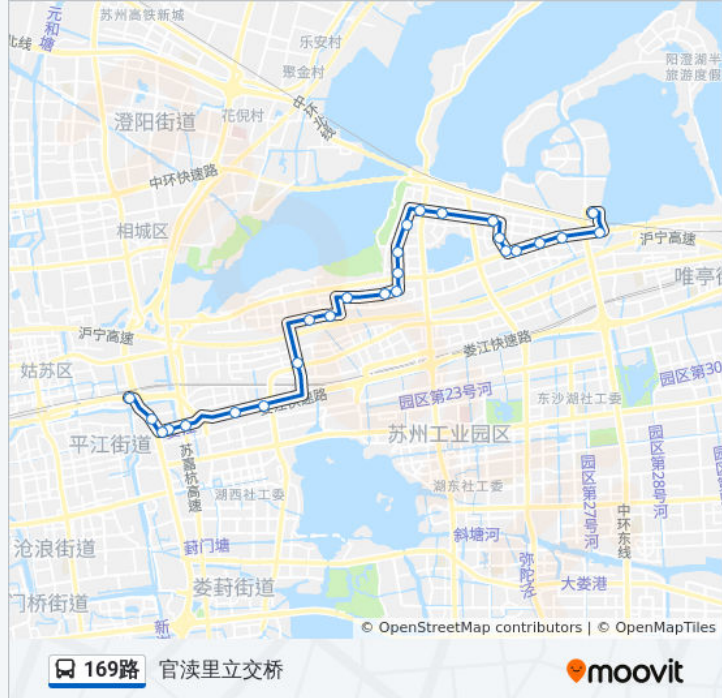 元和塘
苏州高铁新城
北线
乐安村
聚金村
阳澄湖半
旅游度假
澄阳街道
花倪村
中环北线
中环快速路
相城区
沪宁高速
唯亭街
沪宁高速
娄江快速路
姑苏区
园区第30
园区第23号河
东沙湖社工委
平江街道
苏州工业园区
苏嘉杭高速
湖西社工委
湖东社工委
园区第27号河
园区第28号河
中环东线
沧浪街道
葑门塘
斜塘河
弥陀泾
娄葑街道
大娄港
门桥街道
新
© OpenStreetMap contributors | © OpenMapTiles
169路 官渎里立交桥
moovit